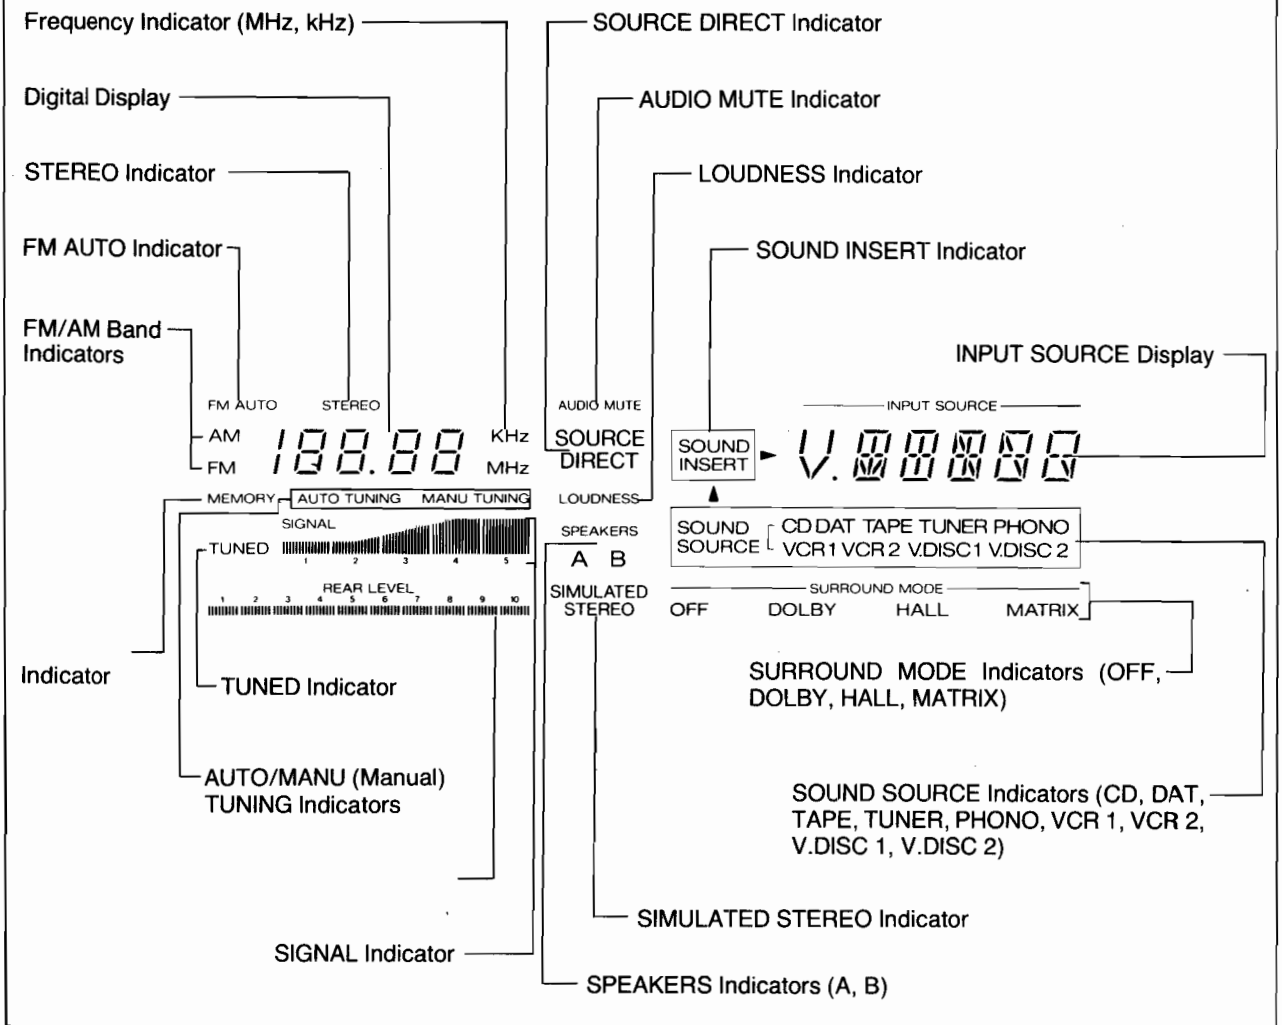 Frequency Indicator (MHz, kHz)
Digital Display
STEREO Indicator
FM AUTO Indicator
FM/AM Band
Indicators
SOURCE DIRECT Indicator
AUDIO MUTE Indicator
LOUDNESS Indicator
SOUND INSERT Indicator
INPUT SOURCE Display
FM AUTO STEREO
AM 188.88 KHz
FM MHz
MEMORY AUTO TUNING MANU TUNING
SIGNAL
TUNED
1 2 3 4 5
REAR LEVEL
1 2 3 4 5 6 7 8 9 10
AUDIO MUTE
SOURCE
DIRECT
LOUDNESS
SPEAKERS
A B
SIMULATED
STEREO
INPUT SOURCE
SOUND
INSERT
V.
SOUND
SOURCE
CD DAT TAPE TUNER PHONO
VCR 1 VCR 2 V.DISC 1 V.DISC 2
SURROUND MODE
OFF DOLBY HALL MATRIX
Indicator
TUNED Indicator
AUTO/MANU (Manual)
TUNING Indicators
SIGNAL Indicator
SURROUND MODE Indicators (OFF,
DOLBY, HALL, MATRIX)
SOUND SOURCE Indicators (CD, DAT,
TAPE, TUNER, PHONO, VCR 1, VCR 2,
V.DISC 1, V.DISC 2)
SIMULATED STEREO Indicator
SPEAKERS Indicators (A, B)